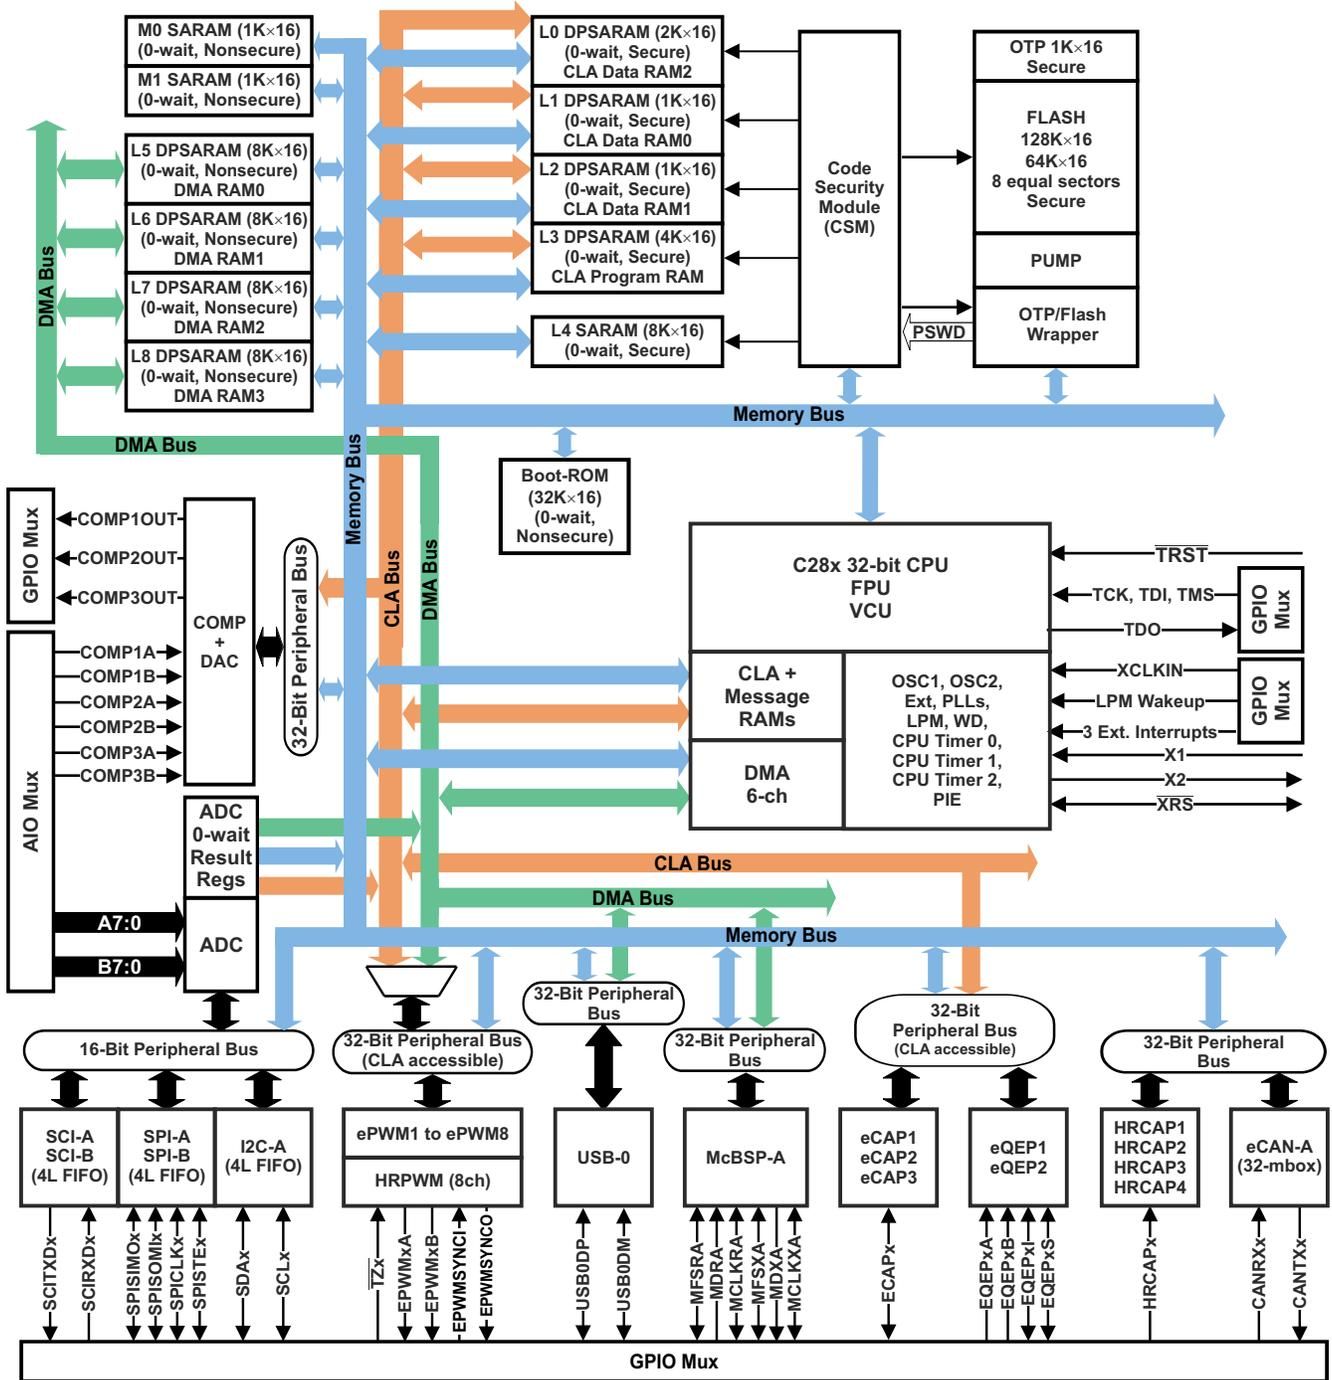 M0 SARAM (1K×16)
(0-wait, Nonsecure)
M1 SARAM (1K×16)
(0-wait, Nonsecure)
L5 DPSARAM (8K×16)
(0-wait, Nonsecure)
DMA RAM0
L6 DPSARAM (8K×16)
(0-wait, Nonsecure)
DMA RAM1
L7 DPSARAM (8K×16)
(0-wait, Nonsecure)
DMA RAM2
L8 DPSARAM (8K×16)
(0-wait, Nonsecure)
DMA RAM3
DMA Bus
DMA Bus
L0 DPSARAM (2K×16)
(0-wait, Secure)
CLA Data RAM2
L1 DPSARAM (1K×16)
(0-wait, Secure)
CLA Data RAM0
L2 DPSARAM (1K×16)
(0-wait, Secure)
CLA Data RAM1
L3 DPSARAM (4K×16)
(0-wait, Secure)
CLA Program RAM
L4 SARAM (8K×16)
(0-wait, Secure)
Code
Security
Module
(CSM)
OTP 1K×16
Secure
FLASH
128K×16
64K×16
8 equal sectors
Secure
PUMP
OTP/Flash
Wrapper
PSWD
Memory Bus
Memory Bus
CLA Bus
DMA Bus
Boot-ROM
(32K×16)
(0-wait,
Nonsecure)
GPIO Mux
COMP1OUT
COMP2OUT
COMP3OUT
COMP
+
DAC
32-Bit Peripheral Bus
AIO Mux
COMP1A
COMP1B
COMP2A
COMP2B
COMP3A
COMP3B
ADC
0-wait
Result
Regs
ADC
A7:0
B7:0
C28x 32-bit CPU
FPU
VCU
CLA +
Message
RAMs
DMA
6-ch
OSC1, OSC2,
Ext, PLLs,
LPM, WD,
CPU Timer 0,
CPU Timer 1,
CPU Timer 2,
PIE
TRST
TCK, TDI, TMS
TDO
GPIO
Mux
XCLKIN
LPM Wakeup
3 Ext. Interrupts
GPIO
Mux
X1
X2
XRS
CLA Bus
DMA Bus
Memory Bus
16-Bit Peripheral Bus
32-Bit Peripheral Bus
(CLA accessible)
32-Bit Peripheral
Bus
32-Bit Peripheral
Bus
32-Bit
Peripheral Bus
(CLA accessible)
32-Bit Peripheral
Bus
SCI-A
SCI-B
(4L FIFO)
SPI-A
SPI-B
(4L FIFO)
I2C-A
(4L FIFO)
ePWM1 to ePWM8
HRPWM (8ch)
USB-0
McBSP-A
eCAP1
eCAP2
eCAP3
eQEP1
eQEP2
HRCAP1
HRCAP2
HRCAP3
HRCAP4
eCAN-A
(32-mbox)
SCITXDx
SCIRXDx
SPISIMOx
SPISOMIx
SPICLKx
SPISTEx
SDAx
SCLx
TZx
EPWMxA
EPWMxB
EPWMSYNCI
EPWMSYNCO
USB0DP
USB0DM
MFSRA
MDRA
MCLKRA
MFSXA
MDXA
MCLKXA
ECAPx
EQEPxA
EQEPxB
EQEPxI
EQEPxS
HRCAPx
CANRXx
CANTXx
GPIO Mux